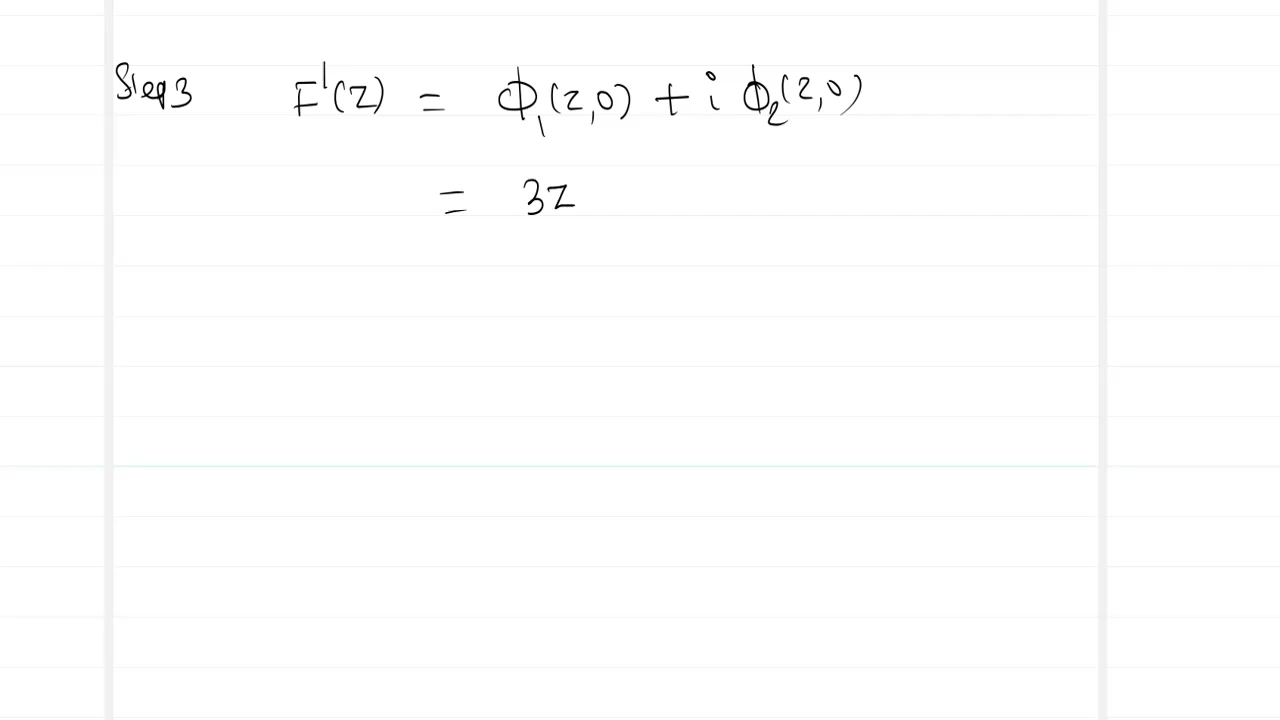 Step 3 F'(z) = Φ₁(z,0) + i Φ₂(z,0)
= 3z